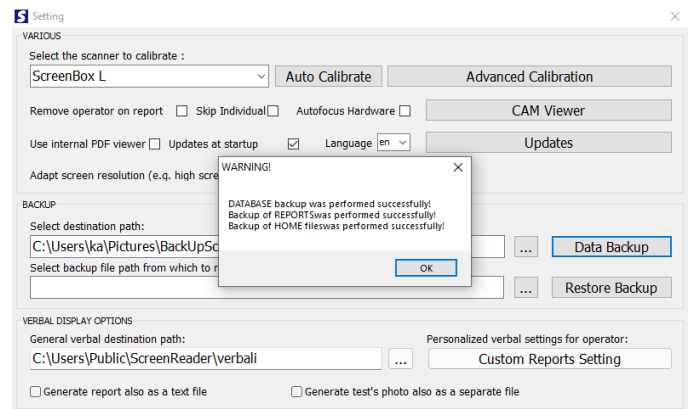 Setting
VARIOUS
Select the scanner to calibrate :
ScreenBox L Auto Calibrate Advanced Calibration
Remove operator on report Skip Individual Autofocus Hardware CAM Viewer
Use internal PDF viewer Updates at startup Language en Updates
WARNING!
Adapt screen resolution (e.g. high scre
DATABASE backup was performed successfully!
Backup of REPORTSwas performed successfully!
Backup of HOME fileswas performed successfully!
OK
BACKUP
Select destination path:
C:\Users\ka\Pictures\BackUpSc ... Data Backup
Select backup file path from which to r
... Restore Backup
VERBAL DISPLAY OPTIONS
General verbal destination path: Personalized verbal settings for operator:
C:\Users\Public\ScreenReader\verbali ... Custom Reports Setting
Generate report also as a text file Generate test's photo also as a separate file